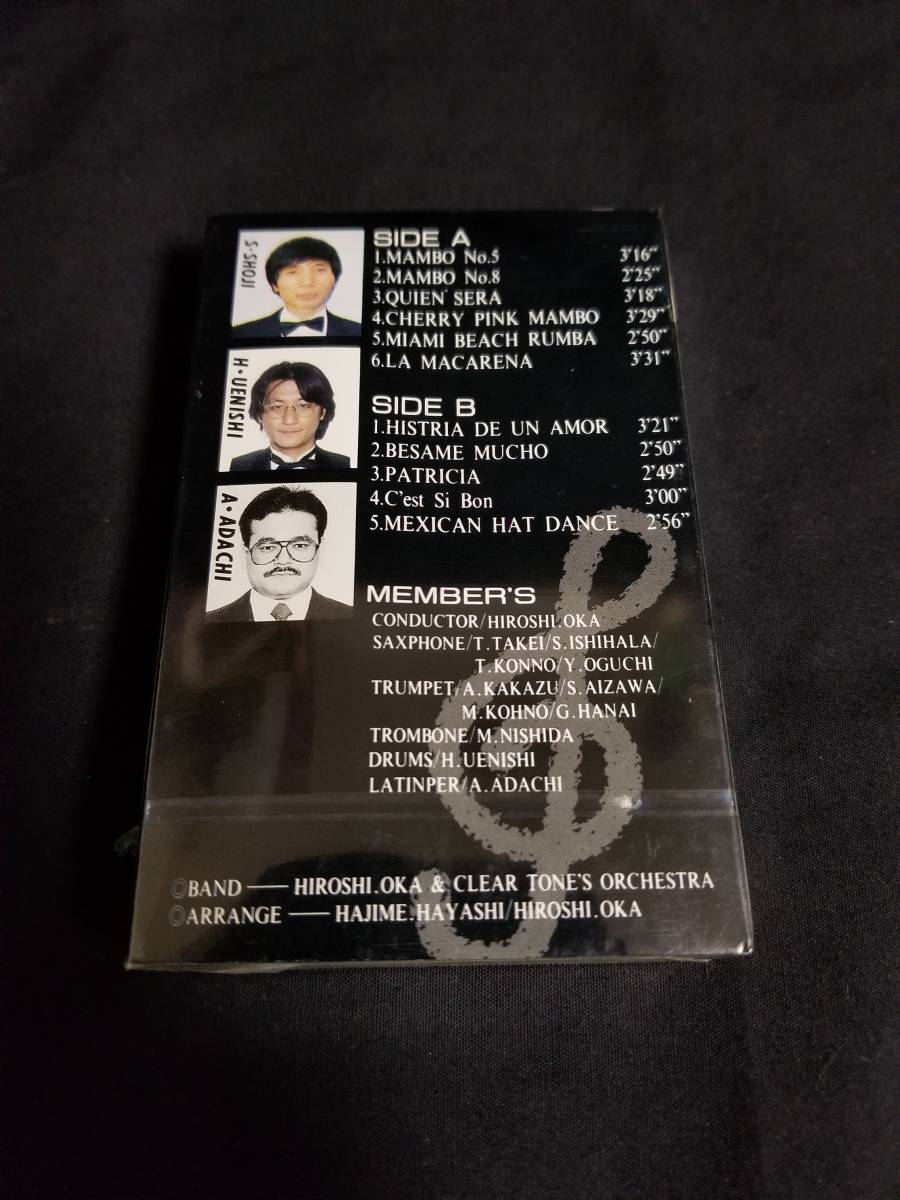 S・SHOJI
H・UENISHI
A・ADACHI
SIDE A
1.MAMBO No.5 3'16”
2.MAMBO No.8 2'25”
3.QUIEN SERA 3'18”
4.CHERRY PINK MAMBO 3'29”
5.MIAMI BEACH RUMBA 2'50”
6.LA MACARENA 3'31”
SIDE B
1.HISTRIA DE UN AMOR 3'21”
2.BESAME MUCHO 2'50”
3.PATRICIA 2'49”
4.C'est Si Bon 3'00”
5.MEXICAN HAT DANCE 2'56”
MEMBER'S
CONDUCTOR/HIROSHI.OKA
SAXPHONE/T.TAKEI/S.ISHIHALA/
T.KONNO/Y.OGUCHI
TRUMPET/A.KAKAZU/S.AIZAWA/
M.KOHNO/G.HANAI
TROMBONE/M.NISHIDA
DRUMS/H.UENISHI
LATINPER/A.ADACHI
◎BAND — HIROSHI.OKA & CLEAR TONE'S ORCHESTRA
◎ARRANGE — HAJIME.HAYASHI/HIROSHI.OKA